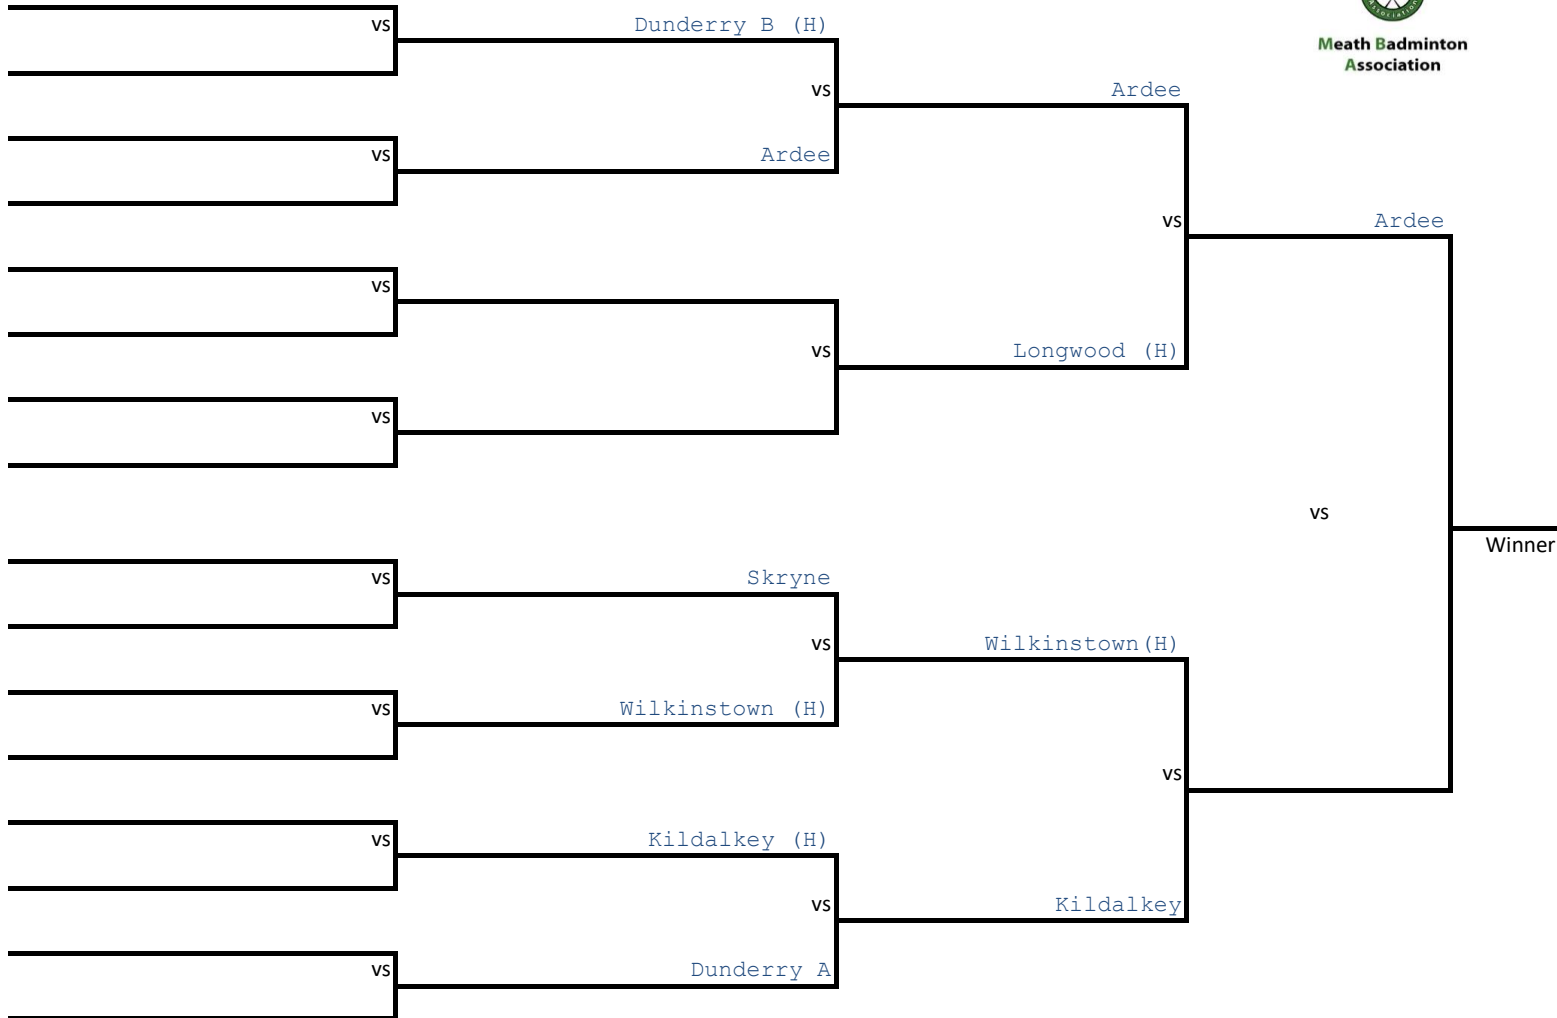 Association
Meath Badminton
Association
vs
Dunderry B (H)
vs
Ardee
vs
Ardee
vs
Ardee
vs
vs
Longwood (H)
vs
vs
Winner
vs
Skryne
vs
Wilkinstown(H)
vs
Wilkinstown (H)
vs
vs
Kildalkey (H)
vs
Kildalkey
vs
Dunderry A